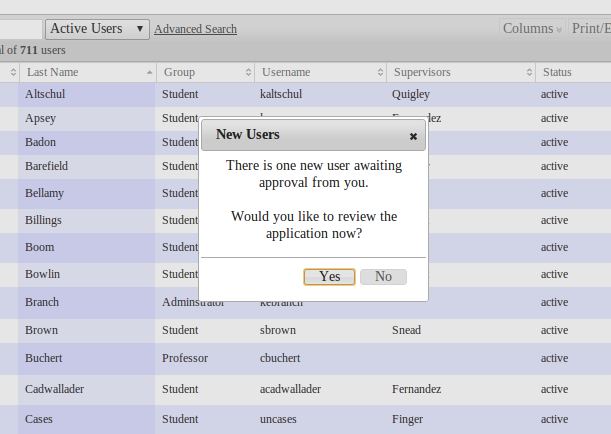 Active Users Advanced Search Columns Print/E
of 711 users
Last Name Group Username Supervisors Status
Altschul Student kaltschul Quigley active
Apsey Student active
Badon Student active
Barefield Student active
Bellamy Student active
Billings Student active
Boom Student active
Bowlin Student active
Branch Adminstrator kebranch active
Brown Student sbrown Snead active
Buchert Professor cbuchert active
Cadwallader Student acadwallader Fernandez active
Cases Student uncases Finger active
New Users
There is one new user awaiting
approval from you.
Would you like to review the
application now?
Yes No